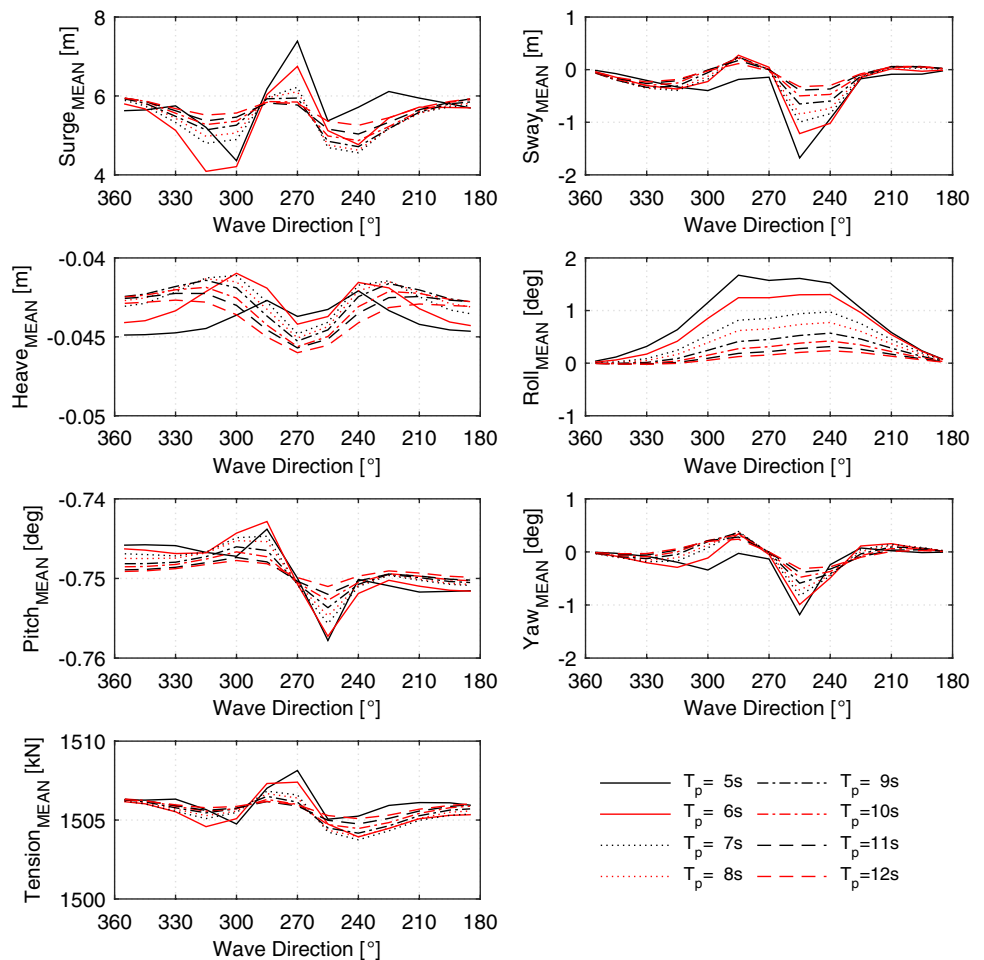 Surge_MEAN [m]
8
6
4
360 330 300 270 240 210 180
Wave Direction [°]
Sway_MEAN [m]
1
0
-1
-2
360 330 300 270 240 210 180
Wave Direction [°]
Heave_MEAN [m]
-0.04
-0.045
-0.05
360 330 300 270 240 210 180
Wave Direction [°]
Roll_MEAN [deg]
2
1
0
-1
360 330 300 270 240 210 180
Wave Direction [°]
Pitch_MEAN [deg]
-0.74
-0.75
-0.76
360 330 300 270 240 210 180
Wave Direction [°]
Yaw_MEAN [deg]
1
0
-1
-2
360 330 300 270 240 210 180
Wave Direction [°]
Tension_MEAN [kN]
1510
1505
1500
360 330 300 270 240 210 180
Wave Direction [°]
T_p= 5s
T_p= 6s
T_p= 7s
T_p= 8s
T_p= 9s
T_p=10s
T_p=11s
T_p=12s